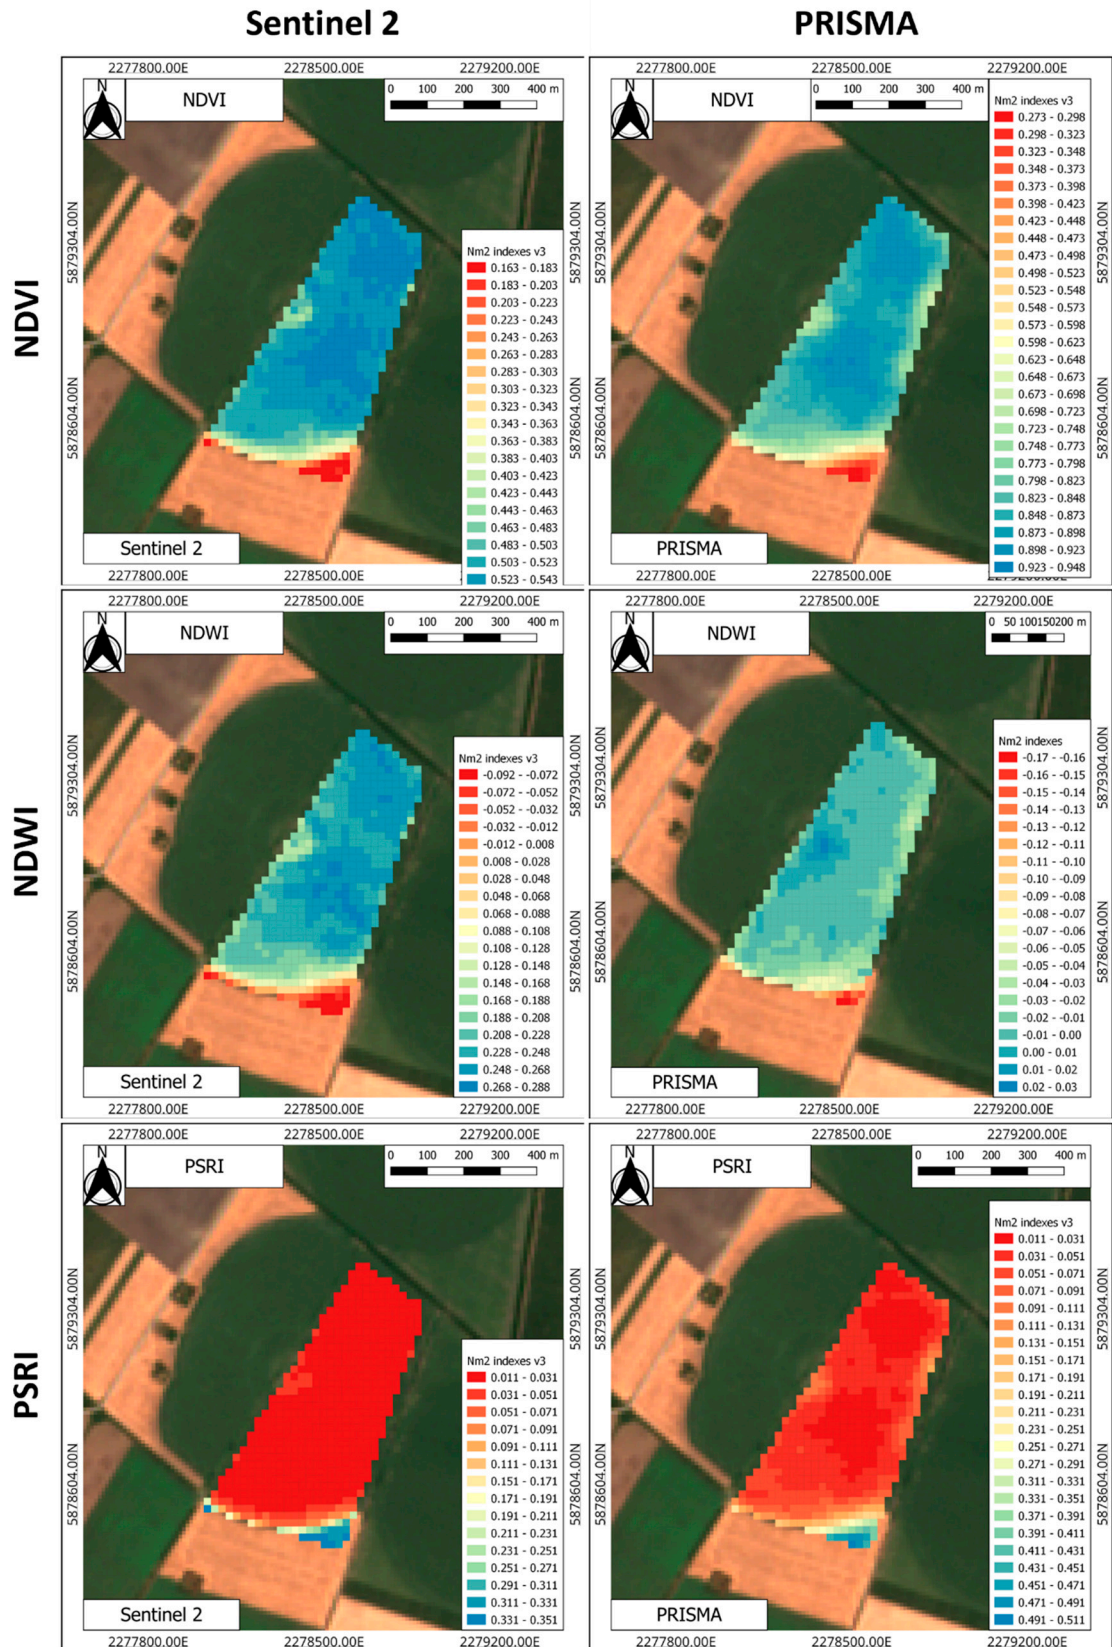 Sentinel 2
PRISMA
NDVI
2277800.00E 2278500.00E 2279200.00E
N
NDVI
0 100 200 300 400 m
5879304.00N
5878604.00N
Nm2 indexes v3
0.163 - 0.183
0.183 - 0.203
0.203 - 0.223
0.223 - 0.243
0.243 - 0.263
0.263 - 0.283
0.283 - 0.303
0.303 - 0.323
0.323 - 0.343
0.343 - 0.363
0.363 - 0.383
0.383 - 0.403
0.403 - 0.423
0.423 - 0.443
0.443 - 0.463
0.463 - 0.483
0.483 - 0.503
0.503 - 0.523
0.523 - 0.543
5879304.00N
5878604.00N
Sentinel 2
2277800.00E 2278500.00E 2279200.00E
2277800.00E 2278500.00E 2279200.00E
N
NDVI
0 100 200 300 400 m
5879304.00N
5878604.00N
Nm2 indexes v3
0.273 - 0.298
0.298 - 0.323
0.323 - 0.348
0.348 - 0.373
0.373 - 0.398
0.398 - 0.423
0.423 - 0.448
0.448 - 0.473
0.473 - 0.498
0.498 - 0.523
0.523 - 0.548
0.548 - 0.573
0.573 - 0.598
0.598 - 0.623
0.623 - 0.648
0.648 - 0.673
0.673 - 0.698
0.698 - 0.723
0.723 - 0.748
0.748 - 0.773
0.773 - 0.798
0.798 - 0.823
0.823 - 0.848
0.848 - 0.873
0.873 - 0.898
0.898 - 0.923
0.923 - 0.948
5879304.00N
5878604.00N
PRISMA
2277800.00E 2278500.00E 2279200.00E
NDWI
2277800.00E 2278500.00E 2279200.00E
N
NDWI
0 100 200 300 400 m
5879304.00N
5878604.00N
Nm2 indexes v3
-0.092 - -0.072
-0.072 - -0.052
-0.052 - -0.032
-0.032 - -0.012
-0.012 - 0.008
0.008 - 0.028
0.028 - 0.048
0.048 - 0.068
0.068 - 0.088
0.088 - 0.108
0.108 - 0.128
0.128 - 0.148
0.148 - 0.168
0.168 - 0.188
0.188 - 0.208
0.208 - 0.228
0.228 - 0.248
0.248 - 0.268
0.268 - 0.288
5879304.00N
5878604.00N
Sentinel 2
2277800.00E 2278500.00E 2279200.00E
2277800.00E 2278500.00E 2279200.00E
N
NDWI
0 50 100150200 m
5879304.00N
5878604.00N
Nm2 indexes
-0.17 - -0.16
-0.16 - -0.15
-0.15 - -0.14
-0.14 - -0.13
-0.13 - -0.12
-0.12 - -0.11
-0.11 - -0.10
-0.10 - -0.09
-0.09 - -0.08
-0.08 - -0.07
-0.07 - -0.06
-0.06 - -0.05
-0.05 - -0.04
-0.04 - -0.03
-0.03 - -0.02
-0.02 - -0.01
-0.01 - 0.00
0.00 - 0.01
0.01 - 0.02
0.02 - 0.03
5879304.00N
5878604.00N
PRISMA
2277800.00E 2278500.00E 2279200.00E
PSRI
2277800.00E 2278500.00E 2279200.00E
N
PSRI
0 100 200 300 400 m
5879304.00N
5878604.00N
Nm2 indexes v3
0.011 - 0.031
0.031 - 0.051
0.051 - 0.071
0.071 - 0.091
0.091 - 0.111
0.111 - 0.131
0.151 - 0.171
0.171 - 0.191
0.191 - 0.211
0.211 - 0.231
0.231 - 0.251
0.251 - 0.271
0.291 - 0.311
0.311 - 0.331
0.331 - 0.351
5879304.00N
5878604.00N
Sentinel 2
2277800.00E 2278500.00E 2279200.00E
2277800.00E 2278500.00E 2279200.00E
N
PSRI
0 100 200 300 400 m
5879304.00N
5878604.00N
Nm2 indexes v3
0.011 - 0.031
0.031 - 0.051
0.051 - 0.071
0.071 - 0.091
0.091 - 0.111
0.111 - 0.131
0.131 - 0.151
0.151 - 0.171
0.171 - 0.191
0.191 - 0.211
0.211 - 0.231
0.231 - 0.251
0.251 - 0.271
0.271 - 0.291
0.311 - 0.331
0.331 - 0.351
0.371 - 0.391
0.391 - 0.411
0.411 - 0.431
0.431 - 0.451
0.451 - 0.471
0.471 - 0.491
0.491 - 0.511
5879304.00N
5878604.00N
PRISMA
2277800.00E 2278500.00E 2279200.00E